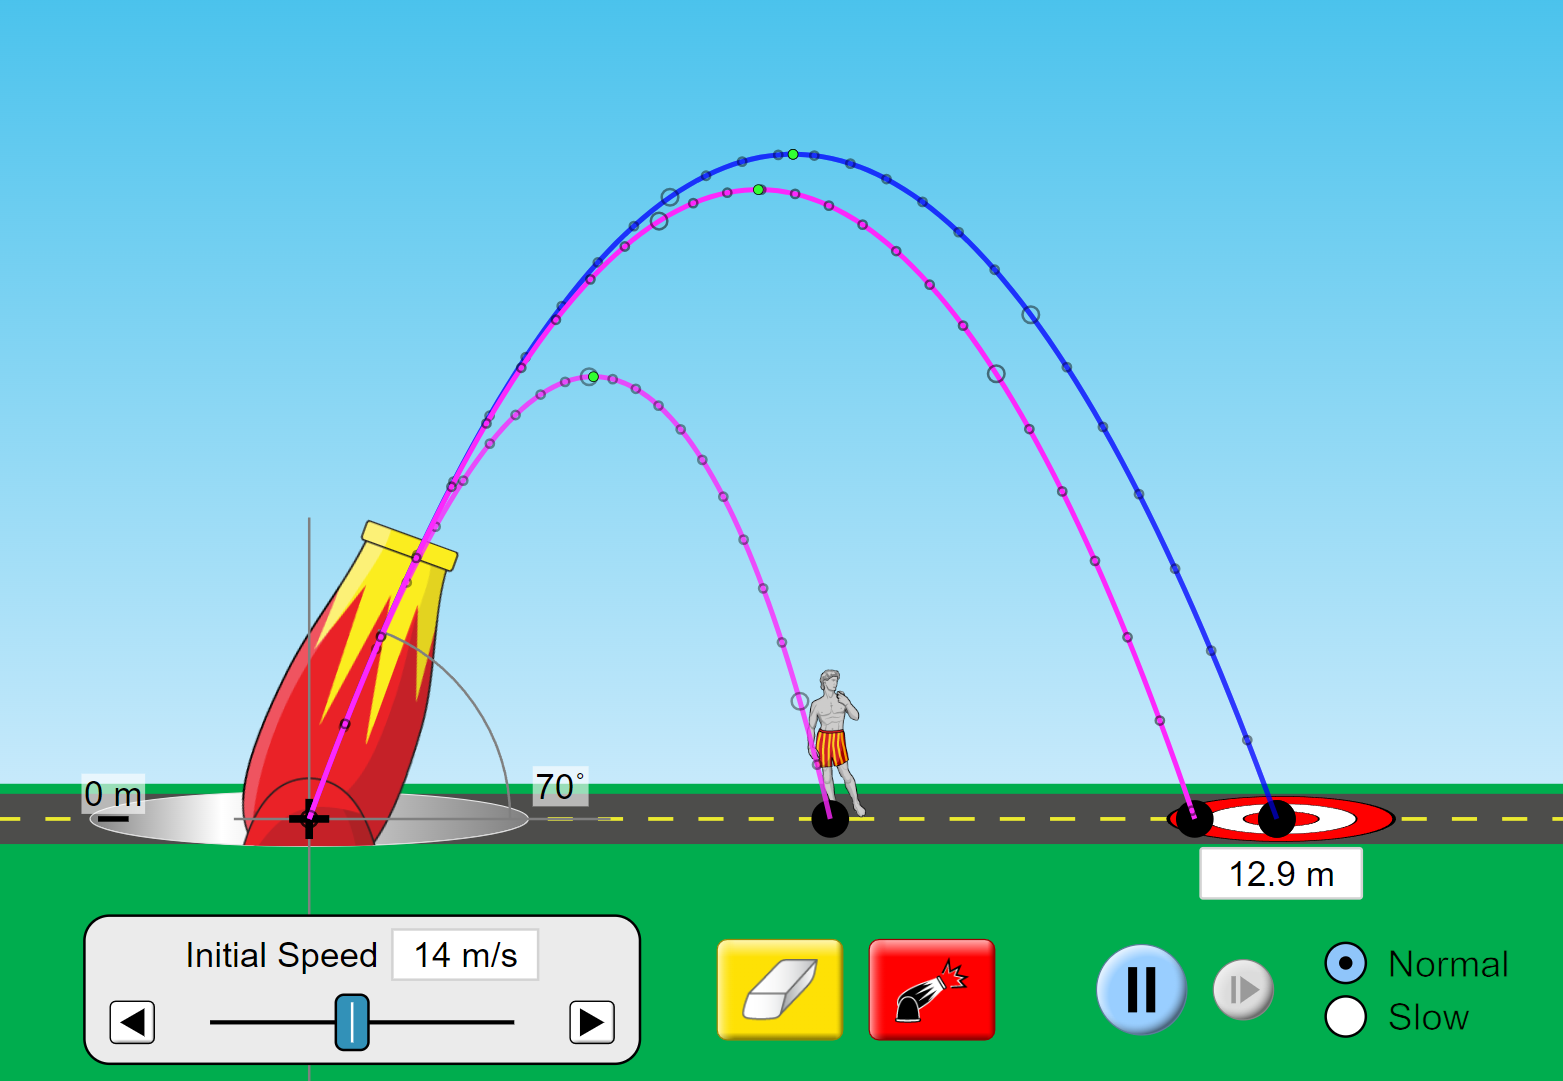 0 m
70°
12.9 m
Initial Speed 14 m/s
Normal
Slow